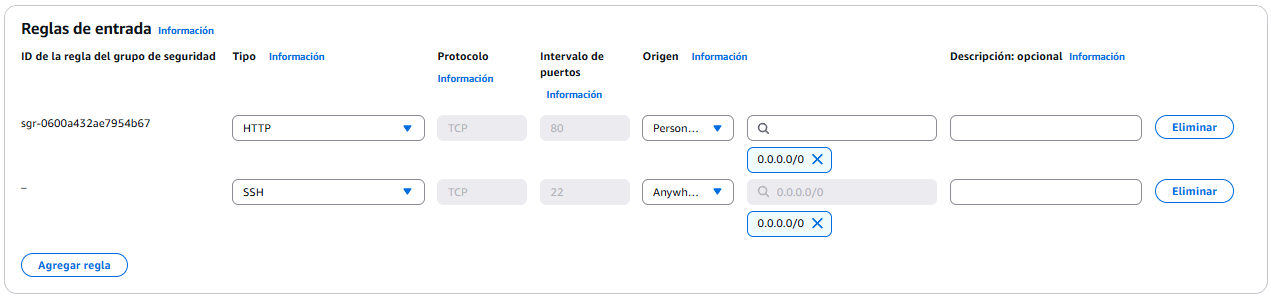 Reglas de entrada Información
ID de la regla del grupo de seguridad Tipo Información Protocolo Información Intervalo de puertos Información Origen Información Descripción: opcional Información
sgr-0600a432ae7954b67 HTTP TCP 80 Person... Eliminar
0.0.0.0/0
– SSH TCP 22 Anywh... 0.0.0.0/0 Eliminar
0.0.0.0/0
Agregar regla